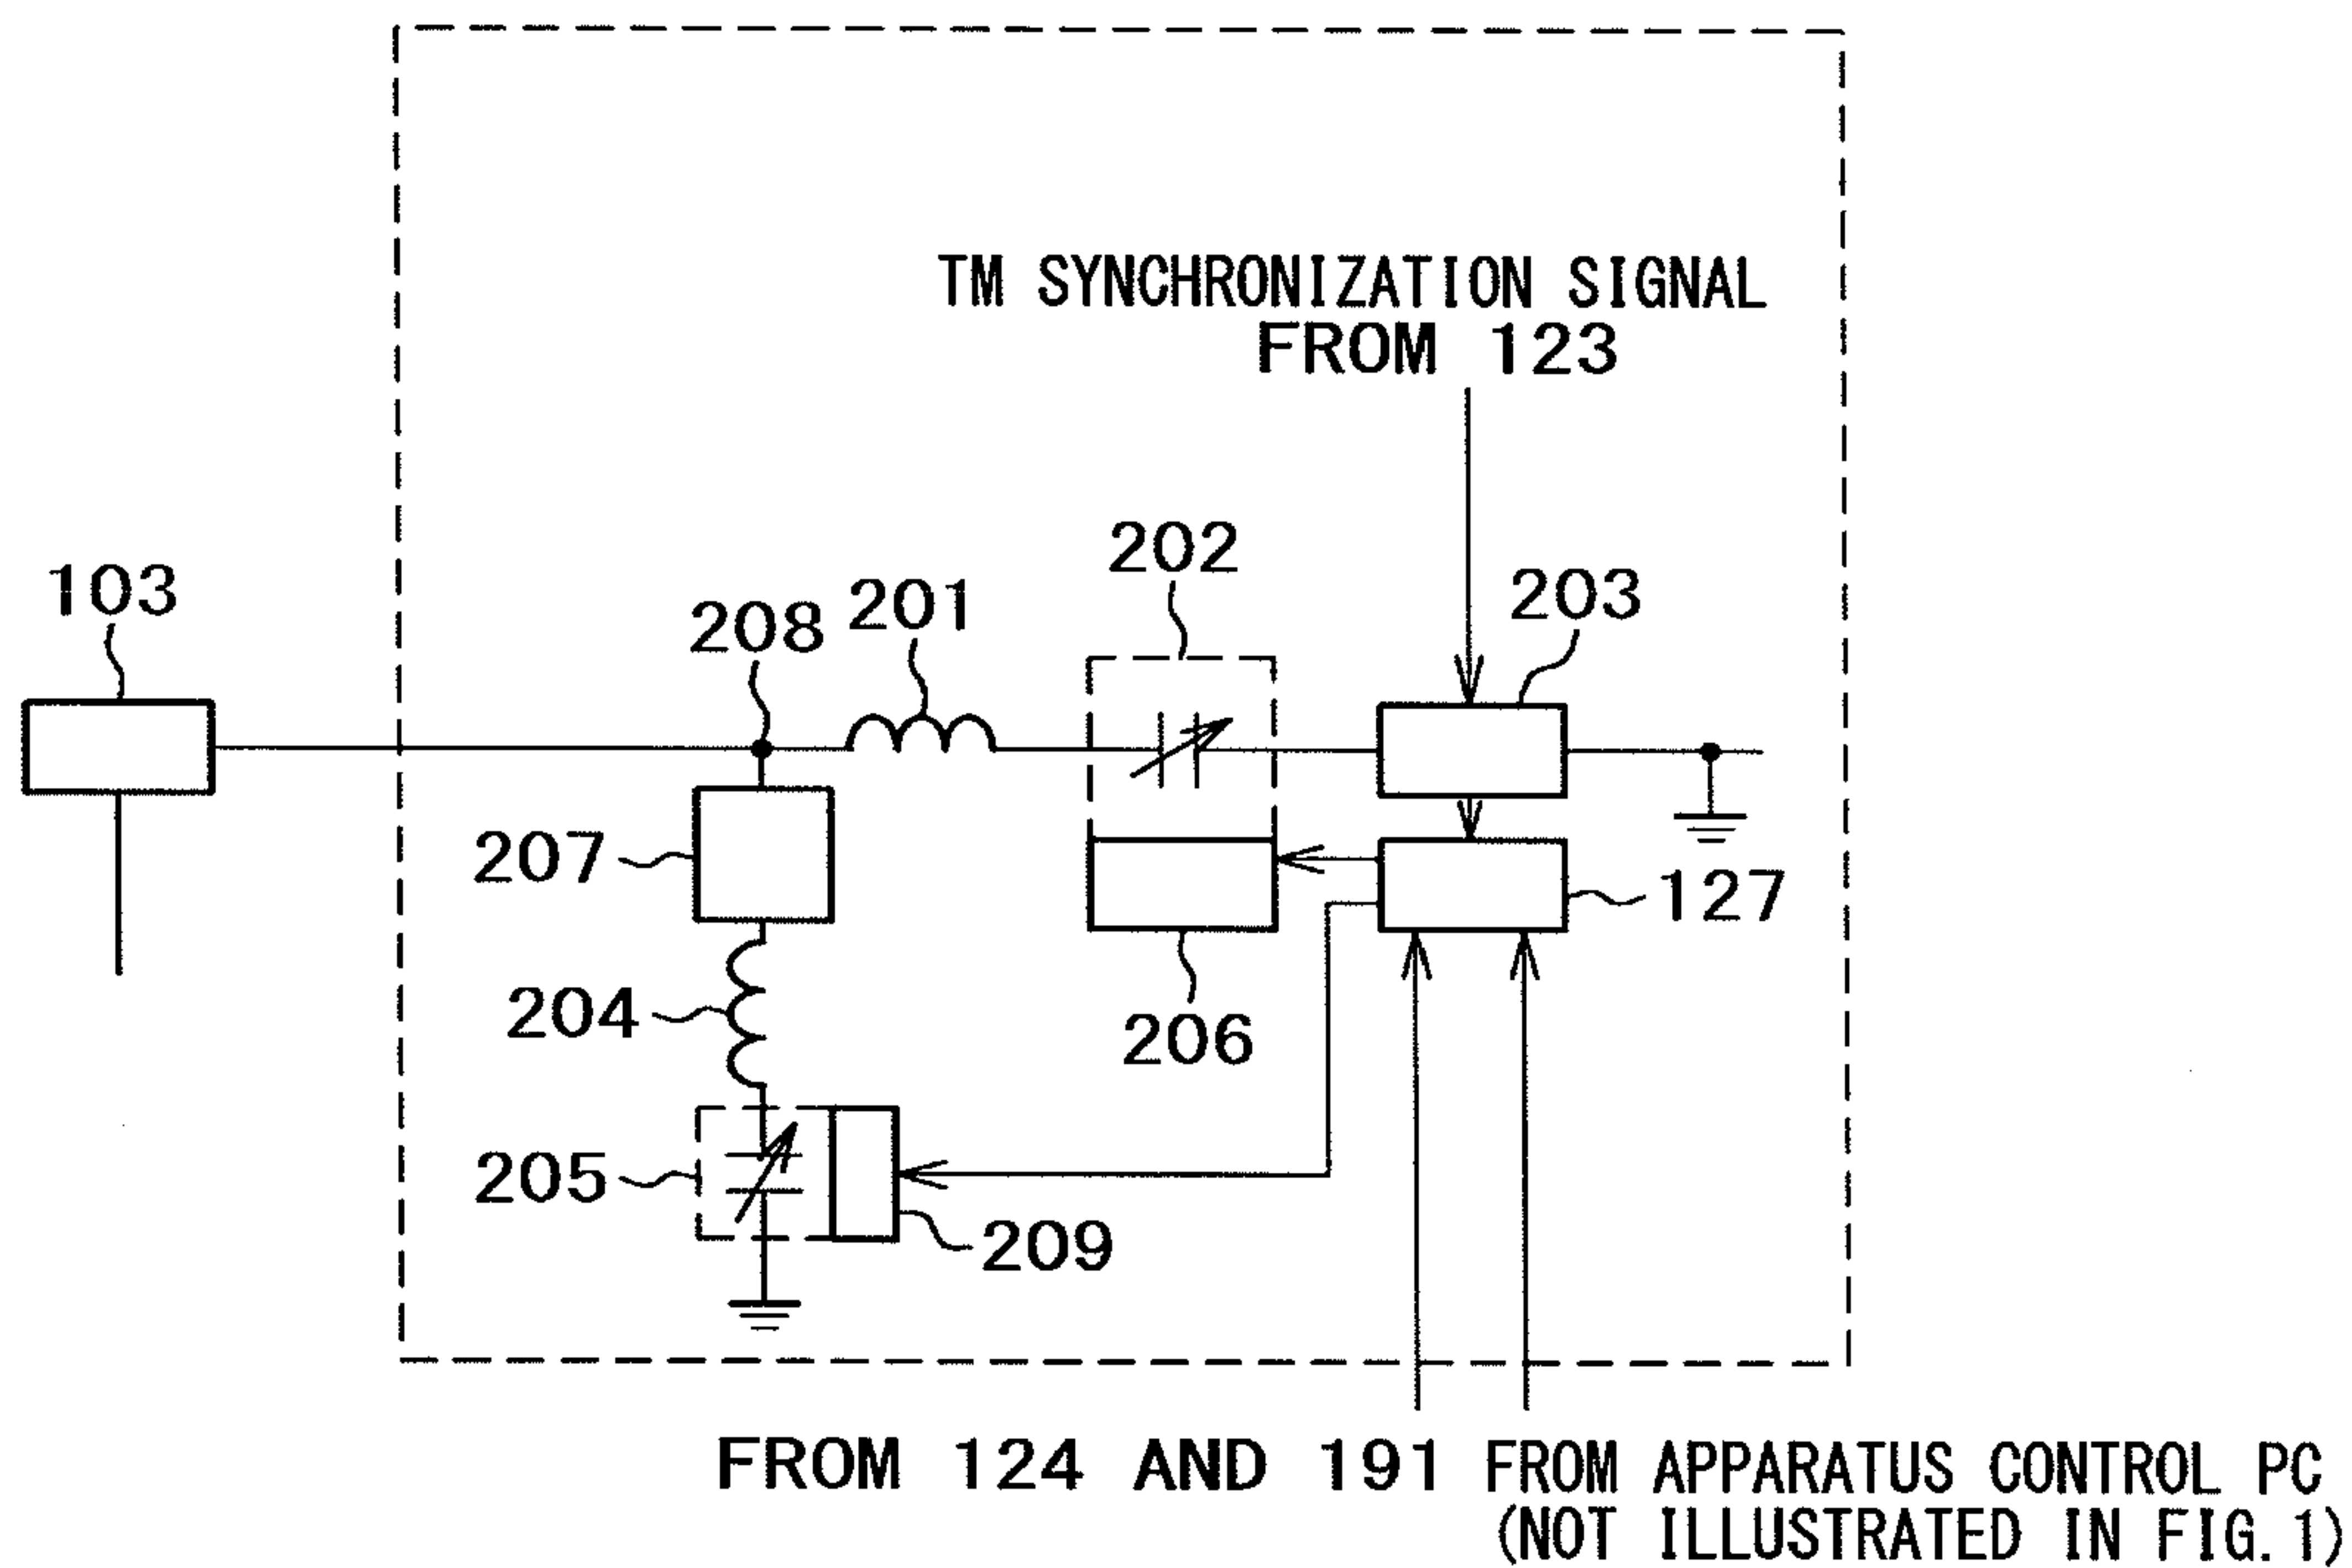 TM SYNCHRONIZATION SIGNAL
FROM 123
202
103
201
203
208
207
127
204
206
205
209
FROM 124 AND 191
FROM APPARATUS CONTROL PC
(NOT ILLUSTRATED IN FIG.1)